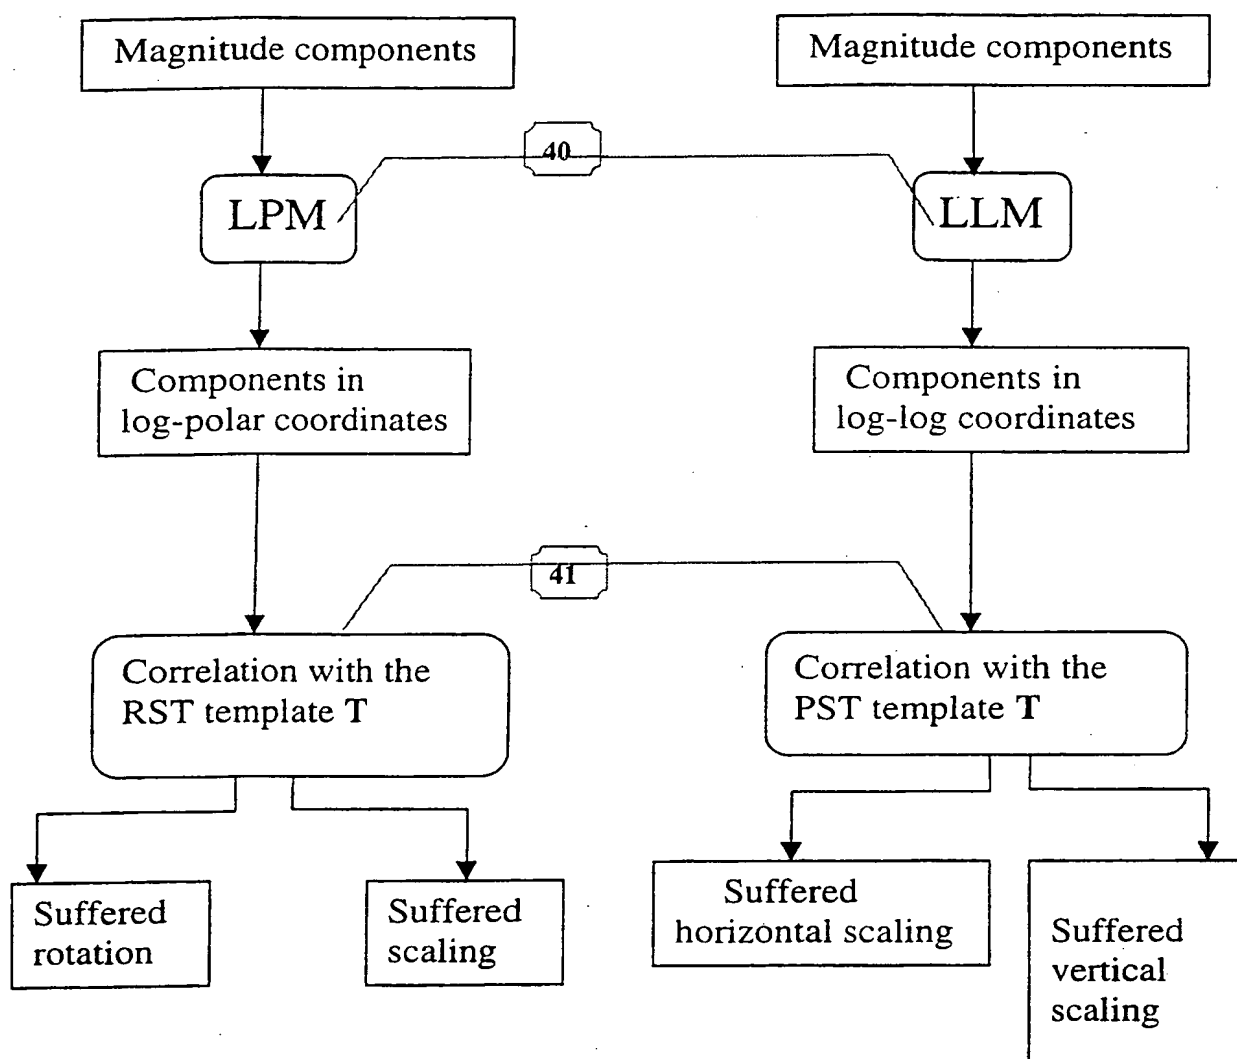 Magnitude components
Magnitude components
40
LPM
LLM
Components in
log-polar coordinates
Components in
log-log coordinates
41
Correlation with the
RST template T
Correlation with the
PST template T
Suffered
rotation
Suffered
scaling
Suffered
horizontal scaling
Suffered
vertical
scaling